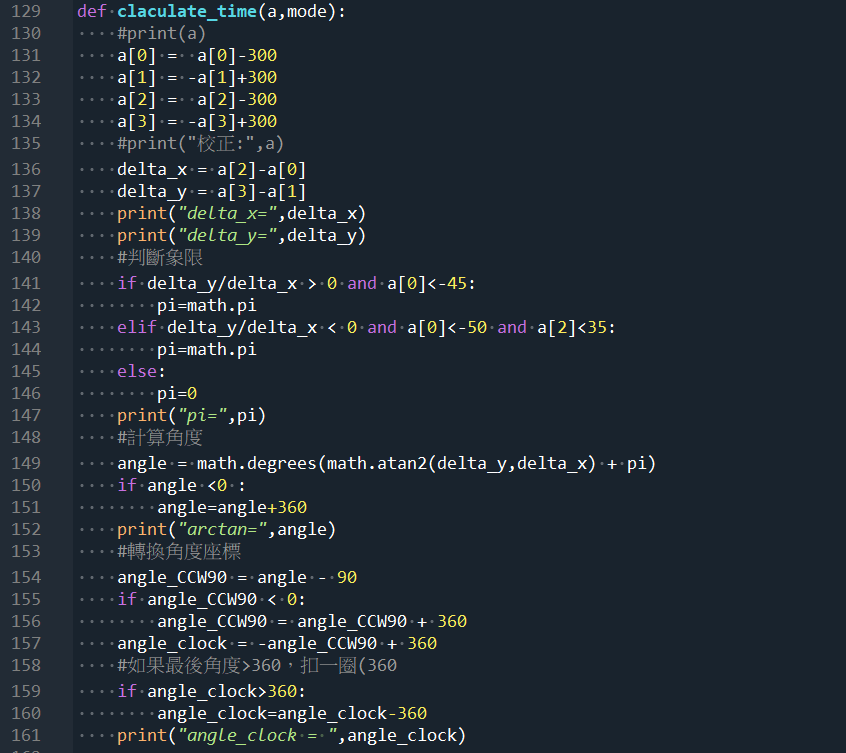 129 def claculate_time(a,mode):
130 ····#print(a)
131 ····a[0]·=··a[0]-300
132 ····a[1]·=·-a[1]+300
133 ····a[2]·=··a[2]-300
134 ····a[3]·=·-a[3]+300
135 ····#print("校正:",a)
136 ····delta_x·=·a[2]-a[0]
137 ····delta_y·=·a[3]-a[1]
138 ····print("delta_x=",delta_x)
139 ····print("delta_y=",delta_y)
140 ····#判斷象限
141 ····if·delta_y/delta_x·>·0·and·a[0]<-45:
142 ········pi=math.pi
143 ····elif·delta_y/delta_x·<·0·and·a[0]<-50·and·a[2]<35:
144 ········pi=math.pi
145 ····else:
146 ········pi=0
147 ····print("pi=",pi)
148 ····#計算角度
149 ····angle·=·math.degrees(math.atan2(delta_y,delta_x)·+·pi)
150 ····if·angle·<0·:
151 ········angle=angle+360
152 ····print("arctan=",angle)
153 ····#轉換角度座標
154 ····angle_CCW90·=·angle·-·90
155 ····if·angle_CCW90·<·0:
156 ········angle_CCW90·=·angle_CCW90·+·360
157 ····angle_clock·=·-angle_CCW90·+·360
158 ····#如果最後角度>360，扣一圈(360
159 ····if·angle_clock>360:
160 ········angle_clock=angle_clock-360
161 ····print("angle_clock·=·",angle_clock)